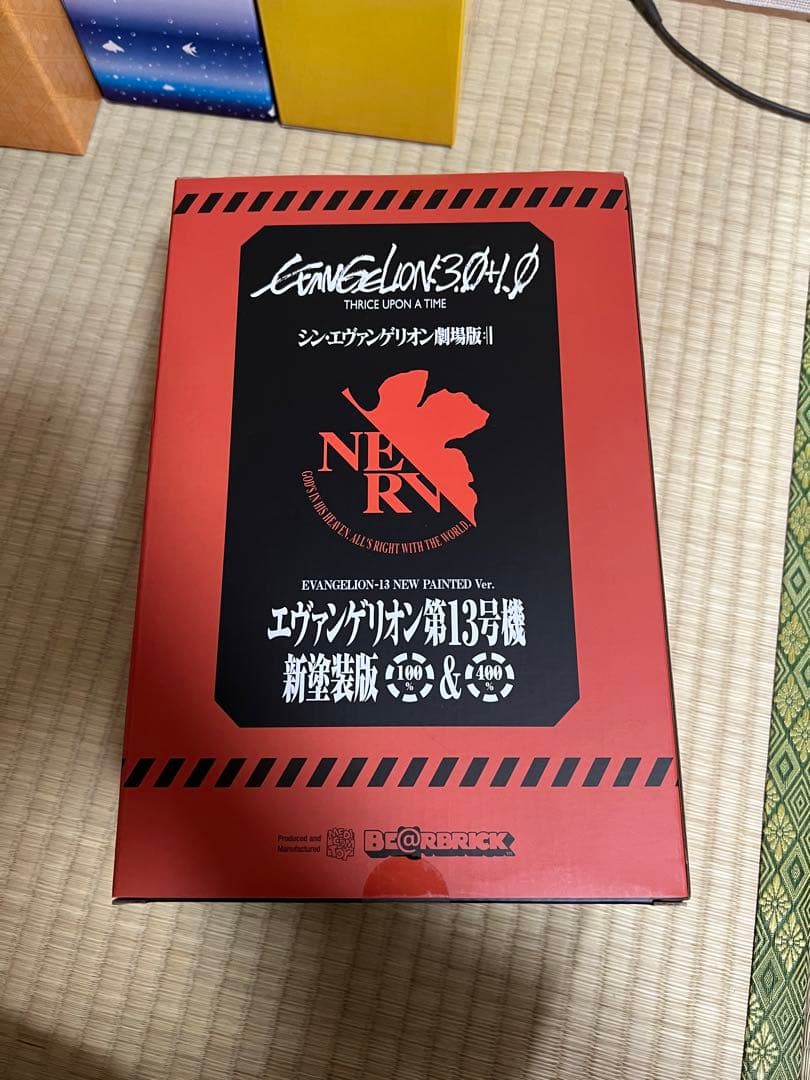 EVANGELION:3.0+1.0
THRICE UPON A TIME
シン・エヴァンゲリオン劇場版:||
NERV
GOD'S IN HIS HEAVEN, ALL'S RIGHT WITH THE WORLD.
EVANGELION-13 NEW PAINTED Ver.
エヴァンゲリオン第13号機
新塗装版 100% & 400%
Produced and
Manufactured
MEDICOM TOY
BE@RBRICK